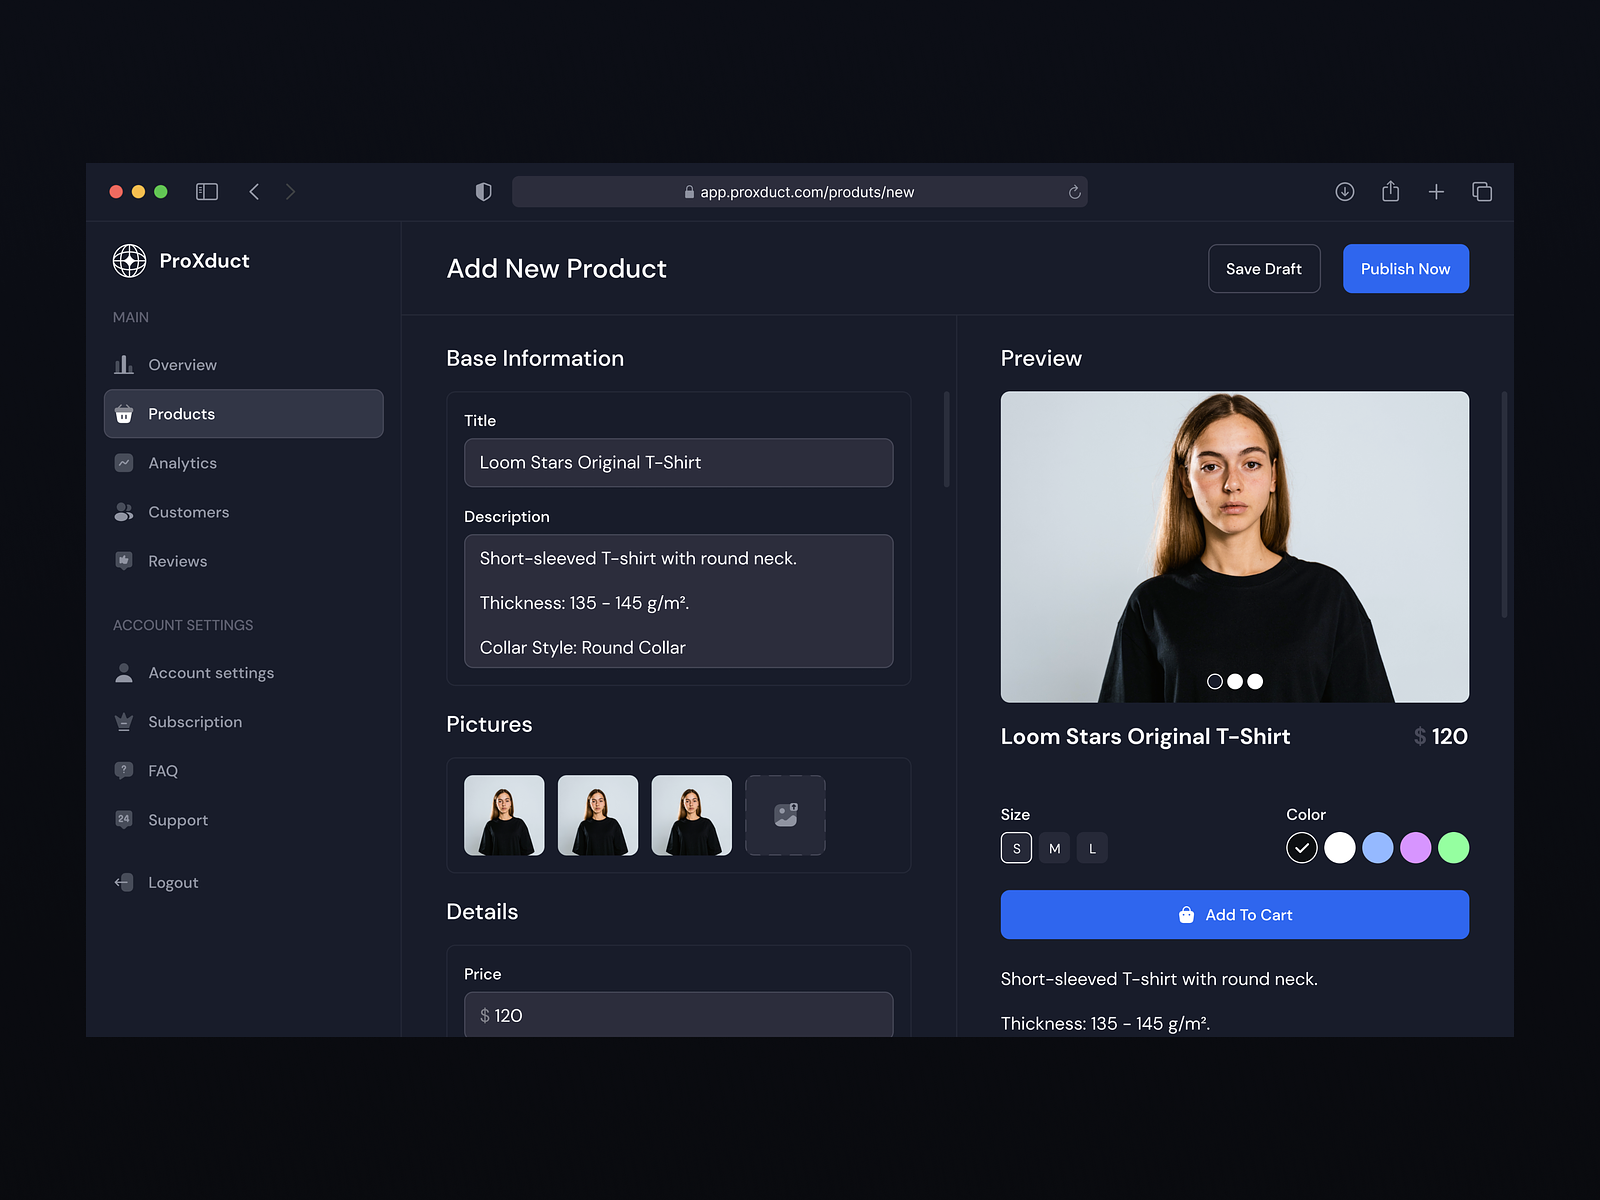 app.proxduct.com/produts/new
ProXduct
MAIN
Overview
Products
Analytics
Customers
Reviews
ACCOUNT SETTINGS
Account settings
Subscription
?
FAQ
24
Support
Logout
Add New Product
Save Draft
Publish Now
Base Information
Title
Loom Stars Original T-Shirt
Description
Short-sleeved T-shirt with round neck.
Thickness: 135 - 145 g/m².
Collar Style: Round Collar
Pictures
Details
Price
$ 120
Preview
Loom Stars Original T-Shirt
$ 120
Size
S M L
Color
Add To Cart
Short-sleeved T-shirt with round neck.
Thickness: 135 - 145 g/m².